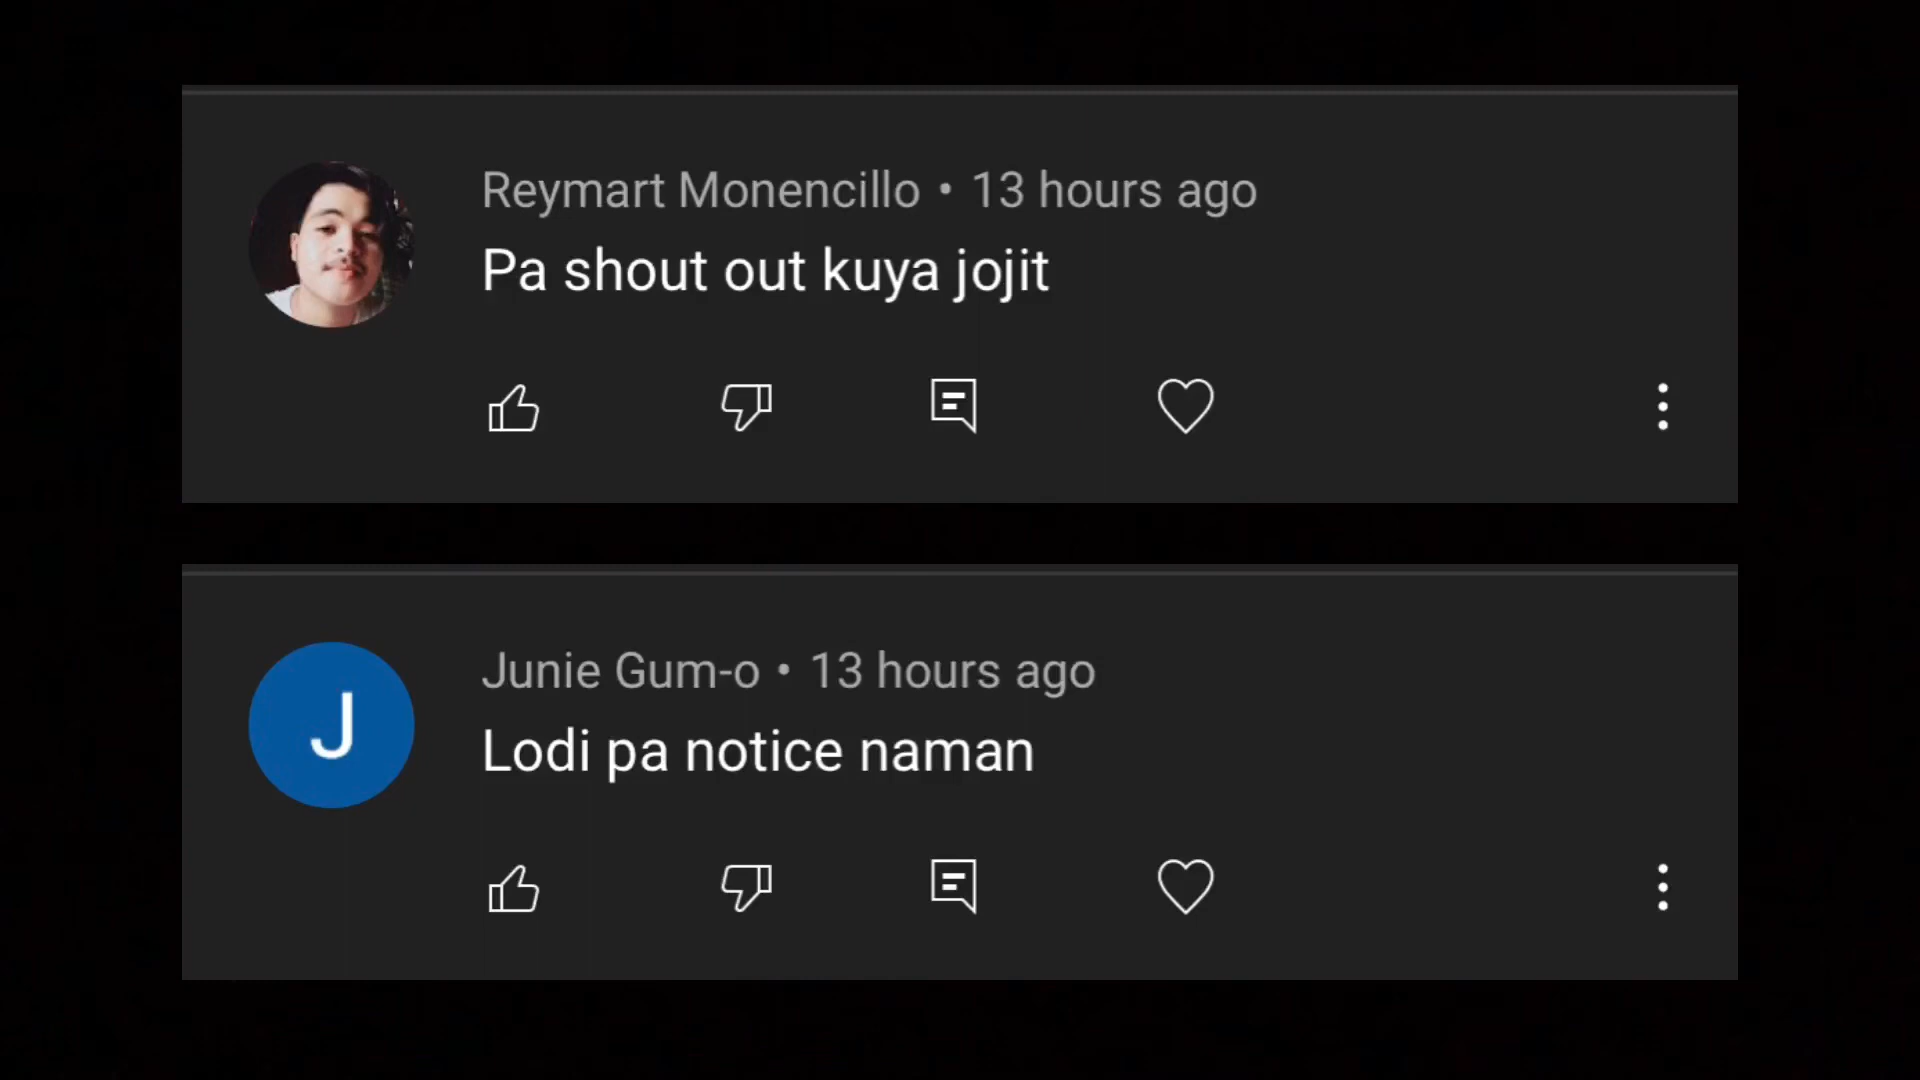 Reymart Monencillo • 13 hours ago
Pa shout out kuya jojit
J
Junie Gum-o • 13 hours ago
Lodi pa notice naman